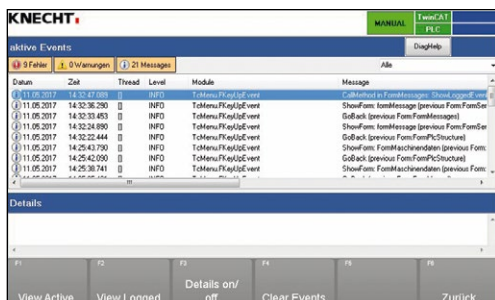 KNECHT.
MANUAL
TwinCAT
PLC
aktive Events
DiagHelp
9 Fehler 0 Warnungen 21 Messages
Alle
Datum Zeit Thread Level Module Message
11.05.2017 14:32:47.089 [] INFO TcMenu.FKeyUpEvent CallMethod in FormMessages: ShowLoggedEven
11.05.2017 14:32:36.290 [] INFO TcMenu.FKeyUpEvent ShowForm: formMessage (previous Form:FormSer
11.05.2017 14:32:33.453 [] INFO TcMenu.FKeyUpEvent GoBack (previous Form:FormMessages)
11.05.2017 14:32:24.890 [] INFO TcMenu.FKeyUpEvent ShowForm: formMessage (previous Form:FormSer
11.05.2017 14:32:22.444 [] INFO TcMenu.FKeyUpEvent GoBack (previous Form:FormPlcStructure)
11.05.2017 14:25:43.790 [] INFO TcMenu.FKeyUpEvent ShowForm: FormMaschinendaten (previous Form:
11.05.2017 14:25:42.090 [] INFO TcMenu.FKeyUpEvent GoBack (previous Form:FormPlcStructure)
11.05.2017 14:25:38.741 [] INFO TcMenu.FKeyUpEvent ShowForm: FormMaschinendaten (previous Form:
Details
F1 F2 F3 F4 F5 F6
View Active View Logged Details on/ off Clear Events Zurück